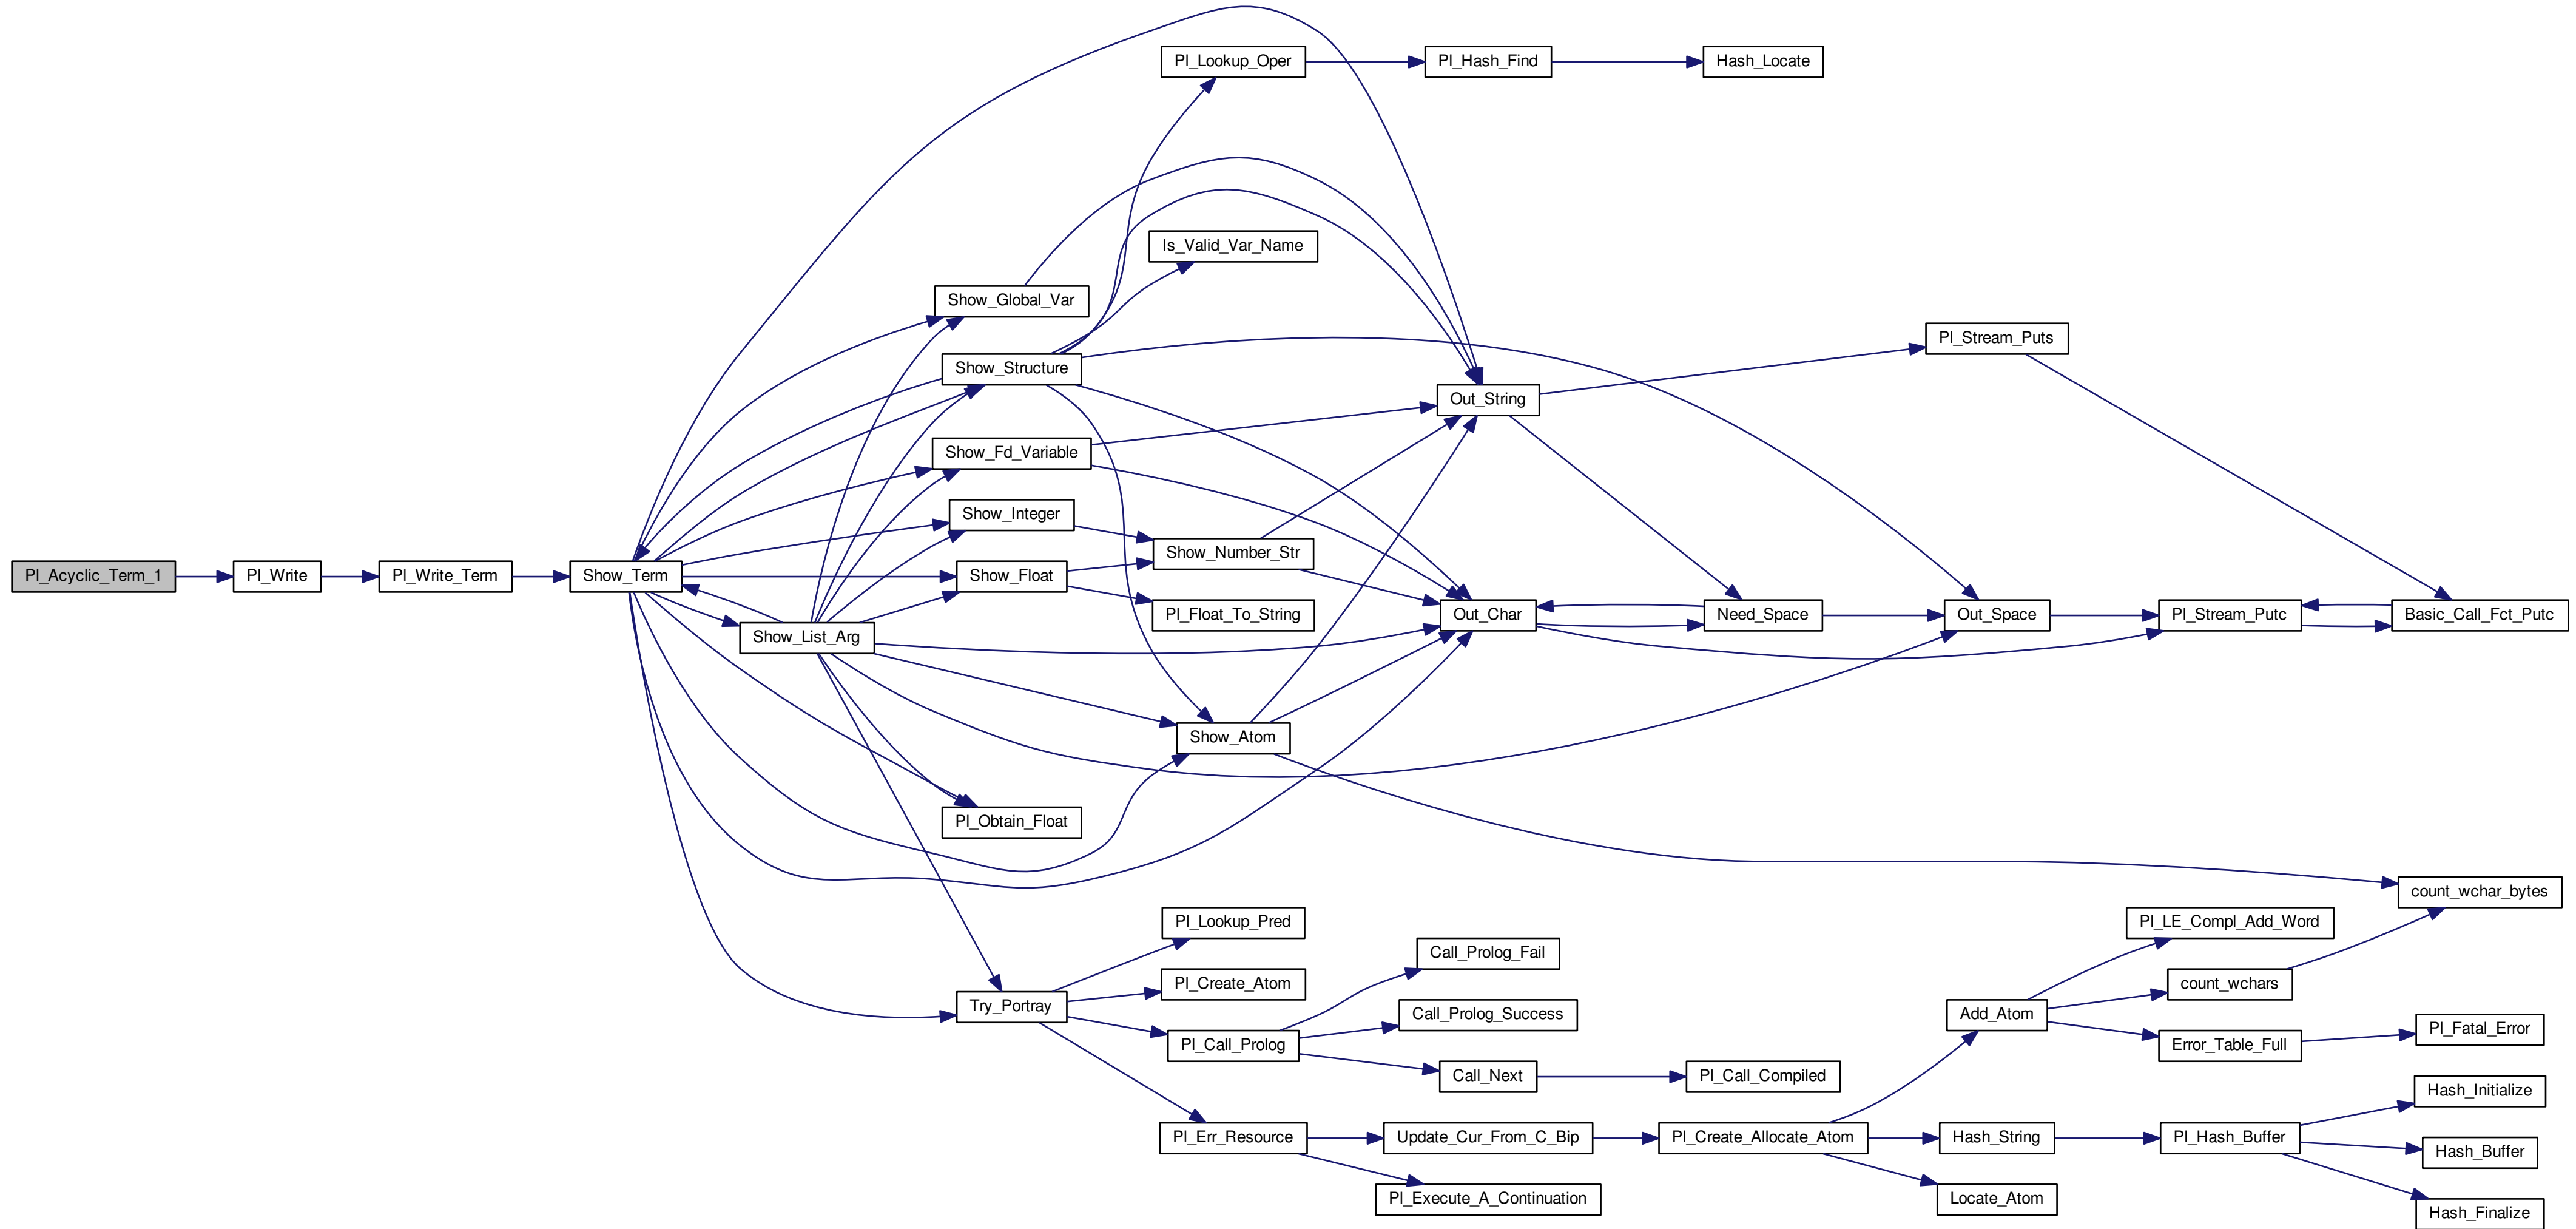 Pl_Acyclic_Term_1
Pl_Write
Pl_Write_Term
Show_Term
Show_List_Arg
Show_Global_Var
Show_Structure
Show_Fd_Variable
Show_Integer
Show_Float
Pl_Obtain_Float
Try_Portray
Pl_Lookup_Oper
Is_Valid_Var_Name
Show_Number_Str
Pl_Float_To_String
Show_Atom
Pl_Lookup_Pred
Pl_Create_Atom
Pl_Call_Prolog
Pl_Err_Resource
Pl_Hash_Find
Out_String
Out_Char
Call_Prolog_Fail
Call_Prolog_Success
Call_Next
Update_Cur_From_C_Bip
Pl_Execute_A_Continuation
Hash_Locate
Need_Space
Pl_Call_Compiled
Pl_Create_Allocate_Atom
Pl_Stream_Puts
Out_Space
Add_Atom
Hash_String
Locate_Atom
Pl_Stream_Putc
Pl_LE_Compl_Add_Word
count_wchars
Error_Table_Full
Pl_Hash_Buffer
Basic_Call_Fct_Putc
count_wchar_bytes
Pl_Fatal_Error
Hash_Initialize
Hash_Buffer
Hash_Finalize